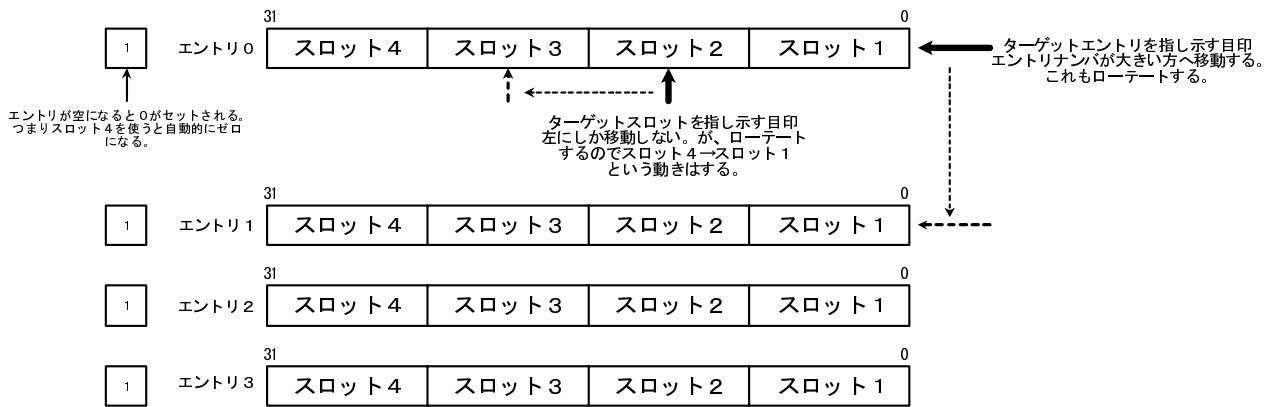 31 0
1 エントリ０ スロット４ スロット３ スロット２ スロット１
ターゲットエントリを指し示す目印
エントリナンバが大きい方へ移動する。
これもローテートする。
エントリが空になると０がセットされる。
つまりスロット４を使うと自動的にゼロ
になる。
ターゲットスロットを指し示す目印
左にしか移動しない。が、ローテート
するのでスロット４→スロット１
という動きはする。
31 0
1 エントリ１ スロット４ スロット３ スロット２ スロット１
31 0
1 エントリ２ スロット４ スロット３ スロット２ スロット１
31 0
1 エントリ３ スロット４ スロット３ スロット２ スロット１